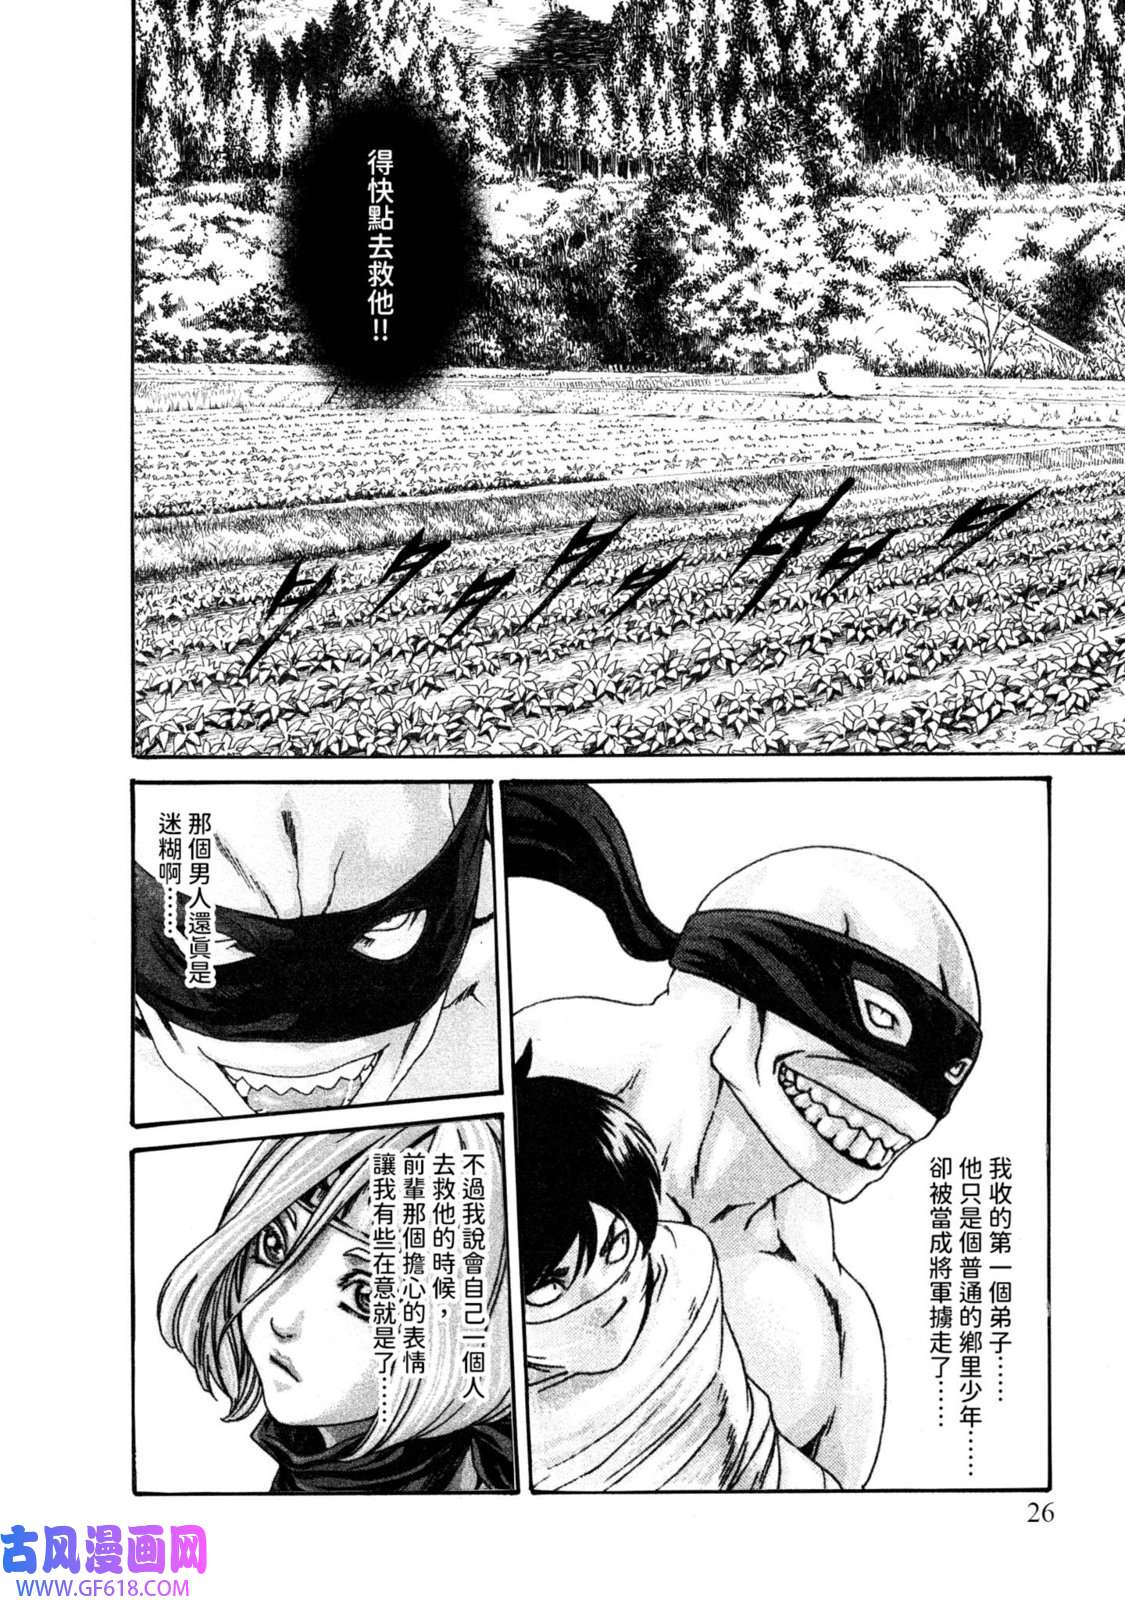 得快點去救他!!
ダダダダダダダダ
我收的第一個弟子……
他只是個普通的鄉里少年……
卻被當成將軍擄走了……
那個男人還眞是
迷糊啊……
不過我說會自己一個人
去救他的時候，
前輩那個擔心的表情
讓我有些在意就是了……
26
古风漫画网
WWW.GF618.COM